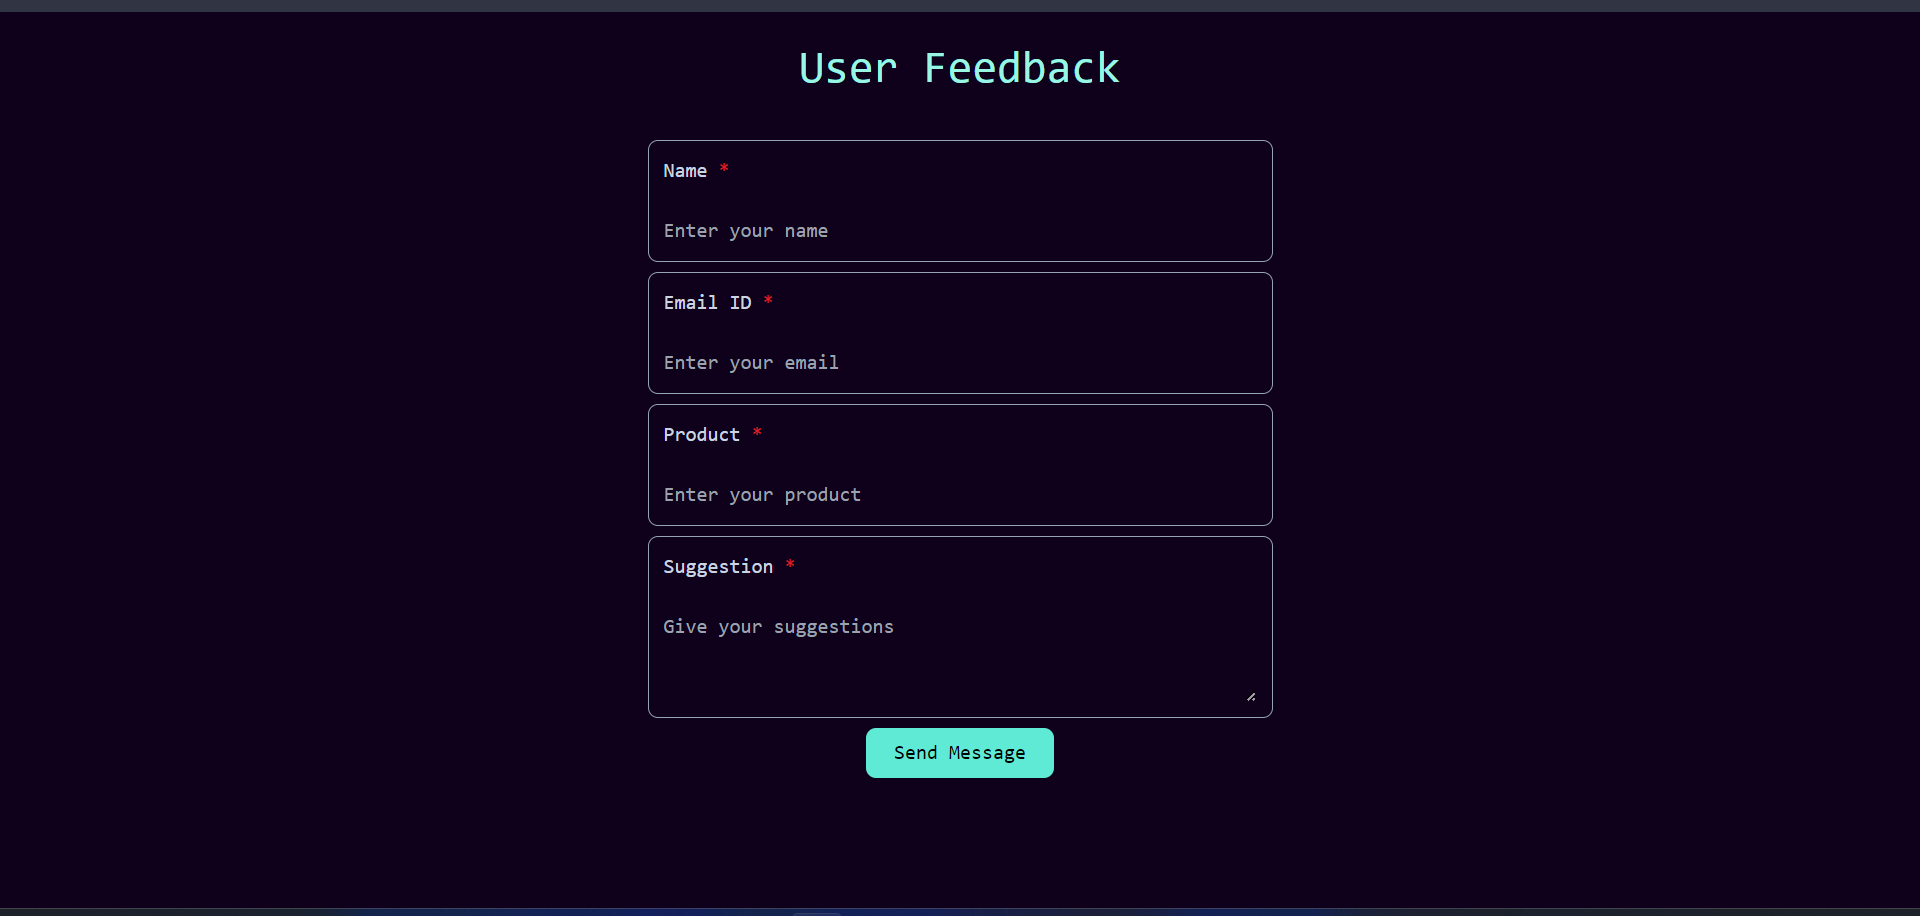 User Feedback
Name *
Enter your name
Email ID *
Enter your email
Product *
Enter your product
Suggestion *
Give your suggestions
Send Message